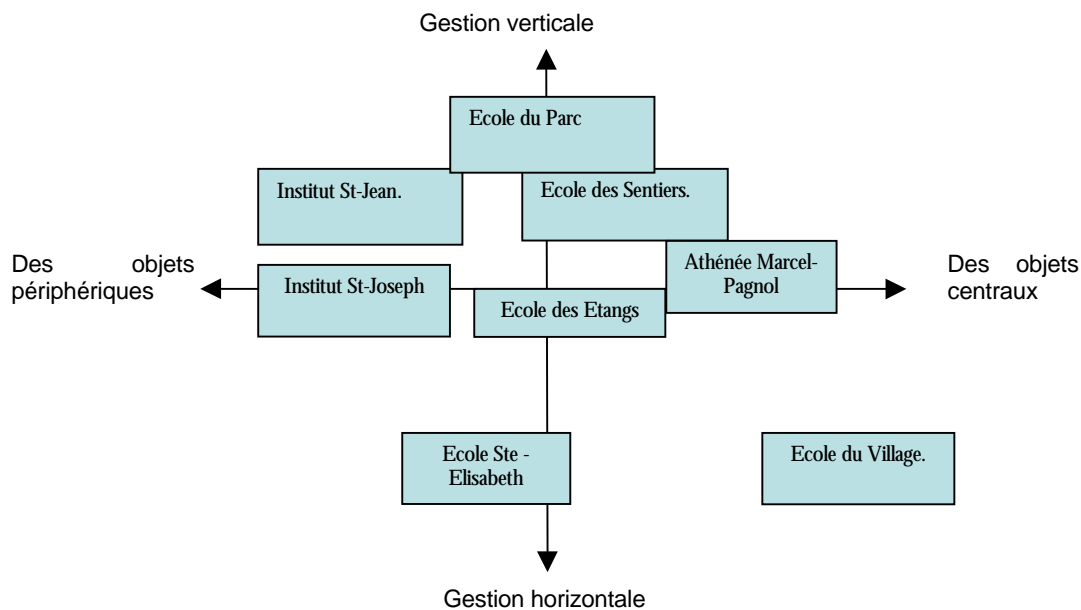 Gestion verticale
Ecole du Parc
Institut St-Jean.
Ecole des Sentiers.
Des objets
périphériques
Institut St-Joseph
Athénée Marcel-
Pagnol
Des objets
centraux
Ecole des Etangs
Ecole Ste -
Elisabeth
Ecole du Village.
Gestion horizontale